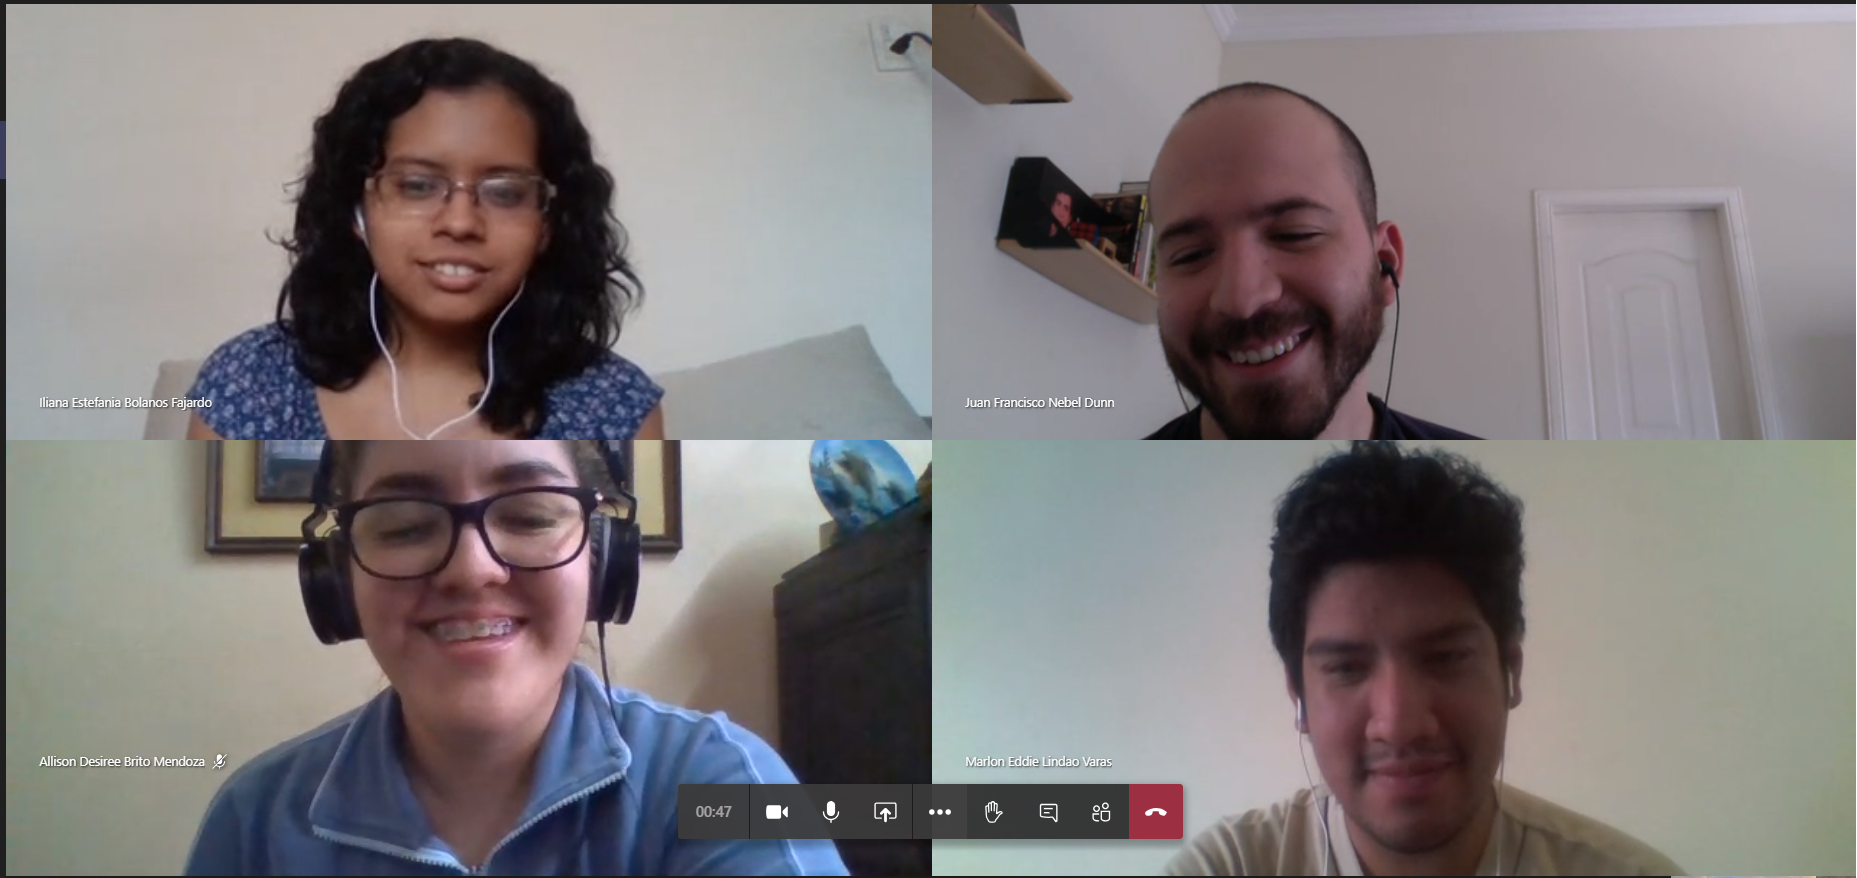 Iliana Estefania Bolanos Fajardo
Juan Francisco Nebel Dunn
Allison Desiree Brito Mendoza
Marlon Eddie Lindao Varas
00:47